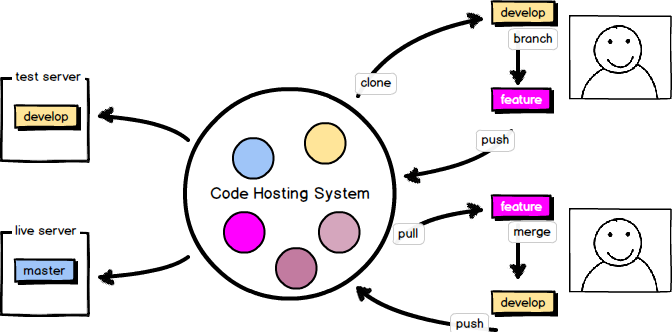 develop
branch
clone
feature
test server
develop
push
Code Hosting System
feature
live server
pull
merge
master
develop
push